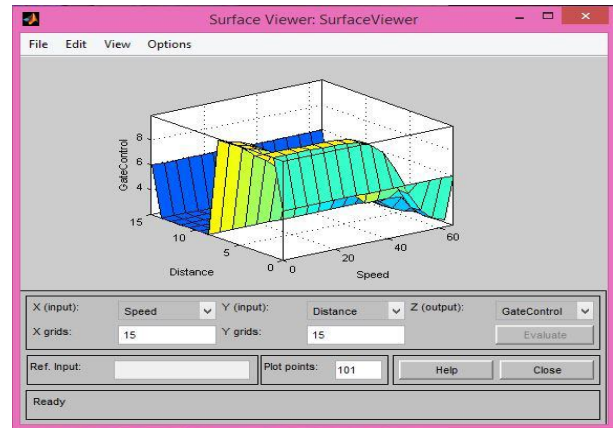 Surface Viewer: SurfaceViewer
File Edit View Options
GateControl
8
6
4
15
10
5
0
Distance
0
20
40
60
Speed
X (input): Speed Y (input): Distance Z (output): GateControl
X grids: 15 Y grids: 15 Evaluate
Ref. Input: Plot points: 101 Help Close
Ready